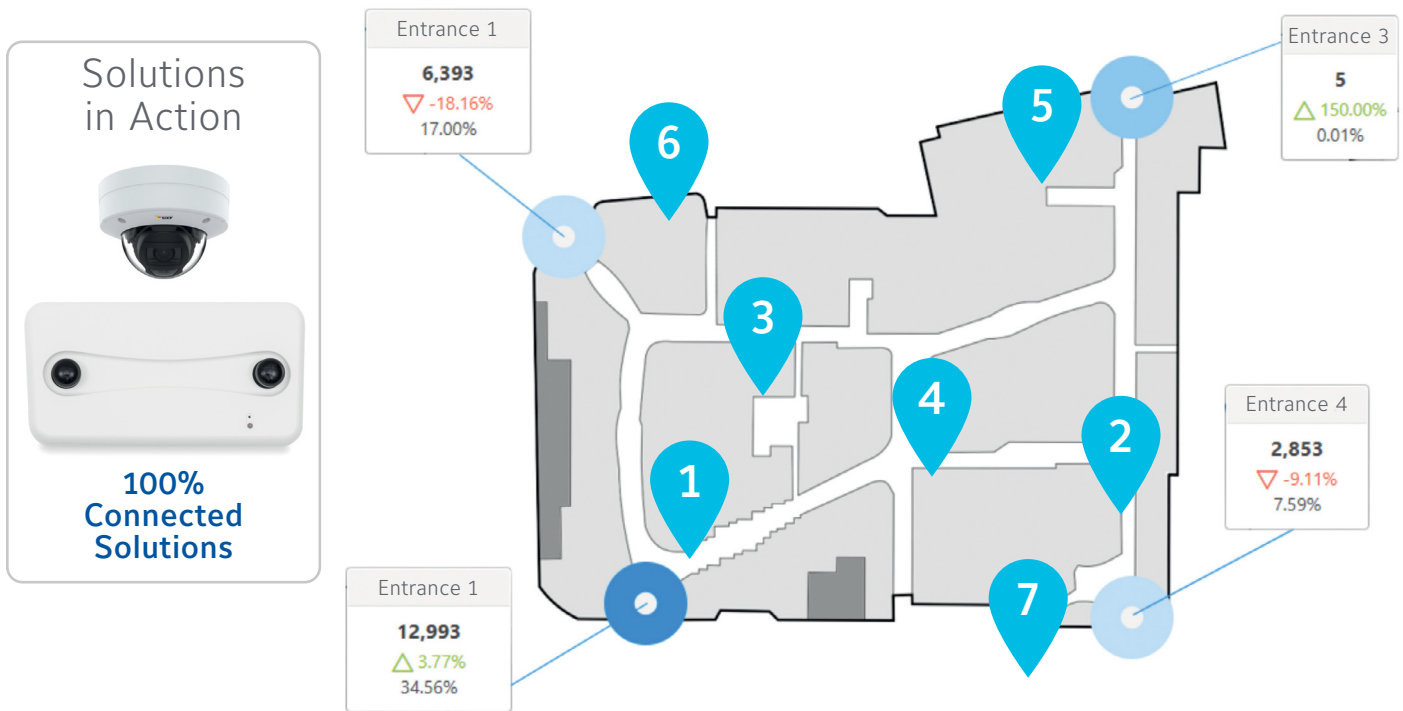 Solutions
in Action
100%
Connected
Solutions
Entrance 1
6,393
-18.16%
17.00%
Entrance 3
5
150.00%
0.01%
Entrance 4
2,853
-9.11%
7.59%
Entrance 1
12,993
3.77%
34.56%
6
5
3
4
2
1
7